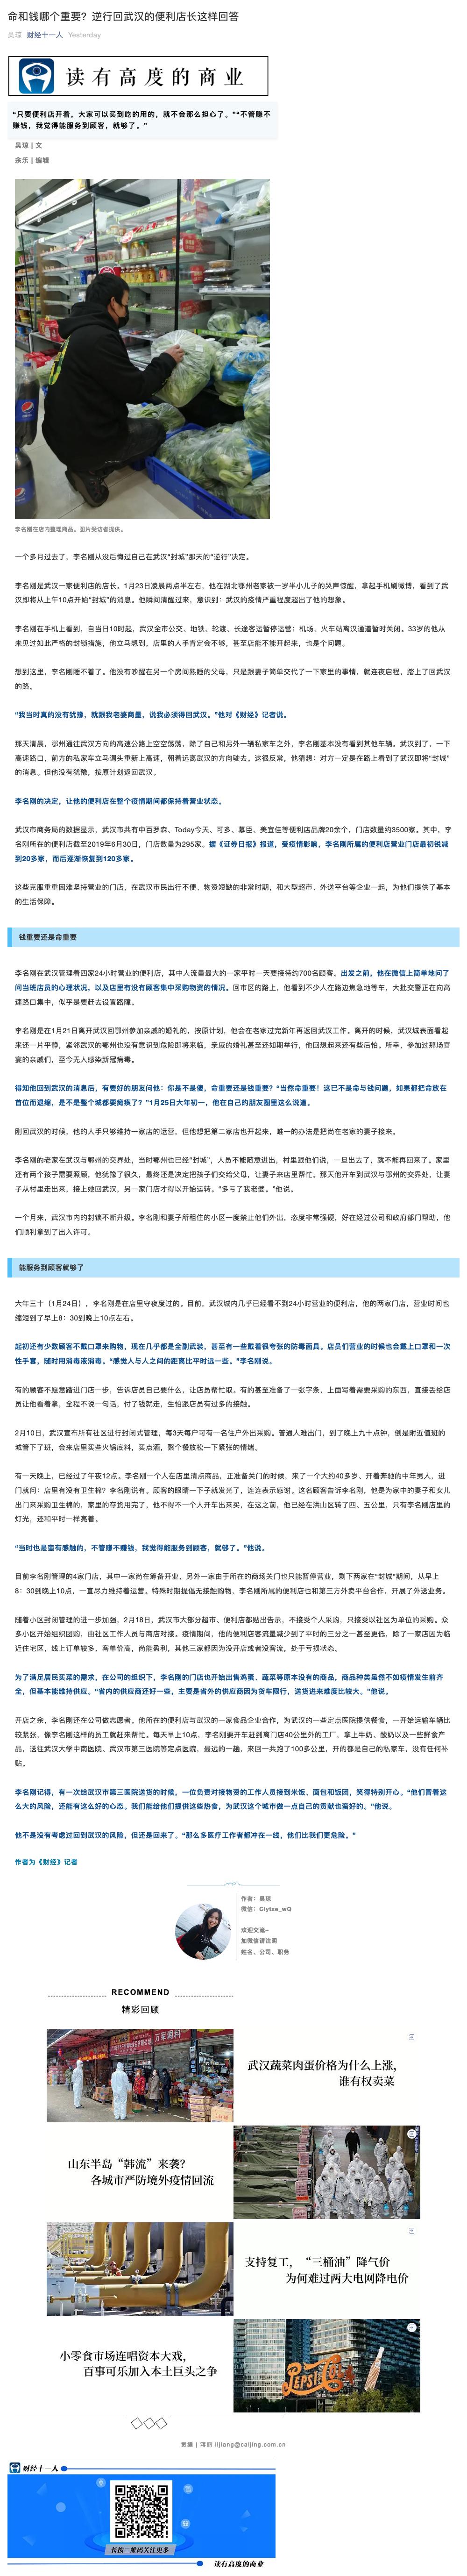 命和钱哪个重要？逆行回武汉的便利店长这样回答
吴琼 财经十一人 Yesterday
读有高度的商业
“只要便利店开着，大家可以买到吃的用的，就不会那么担心了。”“不管赚不
赚钱，我觉得能服务到顾客，就够了。”
吴琼 | 文
余乐 | 编辑
李名刚在店内整理商品。图片受访者提供。
一个多月过去了，李名刚从没后悔过自己在武汉“封城”那天的“逆行”决定。
李名刚是武汉一家便利店的店长。1月23日凌晨两点半左右，他在湖北鄂州老家被一岁半小儿子的哭声惊醒，拿起手机刷微博，看到了武
汉即将从上午10点开始“封城”的消息。他瞬间清醒过来，意识到：武汉的疫情严重程度超出了他的想象。
李名刚在手机上看到，自当日10时起，武汉全市公交、地铁、轮渡、长途客运暂停运营；机场、火车站离汉通道暂时关闭。33岁的他从
未见过如此严格的封锁措施，他立马想到，店里的人手肯定会不够，甚至店能不能开起来，也是个问题。
想到这里，李名刚睡不着了。他没有吵醒在另一个房间熟睡的父母，只是跟妻子简单交代了一下家里的事情，就连夜启程，踏上了回武汉
的路。
“我当时真的没有犹豫，就跟我老婆商量，说我必须得回武汉。”他对《财经》记者说。
那天清晨，鄂州通往武汉方向的高速公路上空空荡荡，除了自己和另外一辆私家车之外，李名刚基本没有看到其他车辆。武汉到了，一下
高速路口，前方的私家车立马调头重新上高速，朝着远离武汉的方向驶去。这很反常，他猜想：对方一定是在路上看到了武汉即将“封城”
的消息。但他没有犹豫，按原计划返回武汉。
李名刚的决定，让他的便利店在整个疫情期间都保持着营业状态。
武汉市商务局的数据显示，武汉市共有中百罗森、Today今天、可多、慕臣、美宜佳等便利店品牌20余个，门店数量约3500家。其中，李
名刚所在的便利店截至2019年6月30日，门店数量为295家。据《证券日报》报道，受疫情影响，李名刚所属的便利店营业门店最初锐减
到20多家，而后逐渐恢复到120多家。
这些克服重重困难坚持营业的门店，在武汉市民出行不便、物资短缺的非常时期，和大型超市、外送平台等企业一起，为他们提供了基本
的生活保障。
钱重要还是命重要
李名刚在武汉管理着四家24小时营业的便利店，其中人流量最大的一家平时一天要接待约700名顾客。出发之前，他在微信上简单地问了
问当班店员的心理状况，以及店里有没有顾客集中采购物资的情况。回市区的路上，他看到不少人在路边焦急地等车，大批交警正在向高
速路口集中，似乎是要赶去设置路障。
李名刚是在1月21日离开武汉回鄂州参加亲戚的婚礼的，按原计划，他会在老家过完新年再返回武汉工作。离开的时候，武汉城表面看起
来还一片平静，紧邻武汉的鄂州也没有意识到危险即将来临，亲戚的婚礼甚至还如期举行，他回想起来还有些后怕。所幸，参加过那场喜
宴的亲戚们，至今无人感染新冠病毒。
得知他回到武汉的消息后，有要好的朋友问他：你是不是傻，命重要还是钱重要？“当然命重要！这已不是命与钱问题，如果都把命放在
首位而退缩，是不是整个城都要瘫痪了？”1月25日大年初一，他在自己的朋友圈里这么说道。
刚回武汉的时候，他的人手只够维持一家店的运营，但他想把第二家店也开起来，唯一的办法是把尚在老家的妻子接来。
李名刚的老家在武汉与鄂州的交界处，当时鄂州也已经“封城”，人员不能随意进出，村里跟他们说，一旦出去了，就不能再回来了。家里
还有两个孩子需要照顾，他犹豫了很久，最终还是决定把孩子们交给父母，让妻子来店里帮忙。那天他开车到武汉与鄂州的交界处，让妻
子从村里走出来，接上她回武汉，另一家门店才得以开始运转。“多亏了我老婆。”他说。
一个月来，武汉市内的封锁不断升级。李名刚和妻子所租住的小区一度禁止他们外出，态度非常强硬，好在经过公司和政府部门帮助，他
们顺利拿到了出入许可。
能服务到顾客就够了
大年三十（1月24日），李名刚是在店里守夜度过的。目前，武汉城内几乎已经看不到24小时营业的便利店，他的两家门店，营业时间也
缩短到了早上8：30到晚上10点左右。
起初还有少数顾客不戴口罩来购物，现在几乎都是全副武装，甚至有一些戴着很夸张的防毒面具。店员们营业的时候也会戴上口罩和一次
性手套，随时用消毒液消毒。“感觉人与人之间的距离比平时远一些。”李名刚说。
有的顾客不愿意踏进门店一步，告诉店员自己要什么，让店员帮忙取。有的甚至准备了一张字条，上面写着需要采购的东西，直接丢给店
员让他看着拿，全程不说一句话，付了钱就走，生怕跟店员有过多的接触。
2月10日，武汉宣布所有社区进行封闭式管理，每3天每户可有一名住户外出采购。普通人难出门，到了晚上九十点钟，倒是附近值班的
城管下了班，会来店里买些火锅底料，买点酒，聚个餐放松一下紧张的情绪。
有一天晚上，已经过了午夜12点。李名刚一个人在店里清点商品，正准备关门的时候，来了一个大约40多岁、开着奔驰的中年男人，进
门就问：店里有没有卫生棉？李名刚说有。顾客的眼睛一下子就发光了，连连表示感谢。这名顾客告诉李名刚，他是为家中的妻子和女儿
出门来采购卫生棉的，家里的存货用完了，他不得不一个人开车出来买，在这之前，他已经在洪山区转了四、五公里，只有李名刚店里的
灯光，还和平时一样亮着。
“当时也是蛮有感触的，不管赚不赚钱，我觉得能服务到顾客，就够了。”他说。
目前李名刚管理的4家门店，其中一家尚在筹备开业，另外一家由于所在的商场关门也只能暂停营业，剩下两家在“封城”期间，从早上
8：30到晚上10点，一直尽力维持着运营。特殊时期提倡无接触购物，李名刚所属的便利店也和第三方外卖平台合作，开展了外送业务。
随着小区封闭管理的进一步加强，2月18日，武汉市大部分超市、便利店都贴出告示，不接受个人采购，只接受以社区为单位的采购。众
多小区开始组织团购，由社区工作人员与商店对接。疫情期间，他的便利店客流量减少到了平时的三分之一甚至更低，除了一家店因为临
近住宅区，线上订单较多，客单价高，尚能盈利，其他三家都因为没开店或者没客流，处于亏损状态。
为了满足居民买菜的需求，在公司的组织下，李名刚的门店也开始出售鸡蛋、蔬菜等原本没有的商品，商品种类虽然不如疫情发生前齐
全，但基本能维持供应。“省内的供应商还好一些，主要是省外的供应商因为货车限行，送货进来难度比较大。”他说。
开店之余，李名刚还在公司做志愿者。他所在的便利店与武汉的一家食品企业合作，为武汉的一些定点医院提供餐食，一开始运输车辆比
较紧张，像李名刚这样的员工就赶来帮忙。每天早上10点，李名刚要开车赶到离门店40公里外的工厂，拿上牛奶、酸奶以及一些鲜食产
品，送往武汉大学中南医院、武汉市第三医院等定点医院，最远的一趟，来回一共跑了100多公里，开的都是自己的私家车，没有任何补
贴。
李名刚记得，有一次给武汉市第三医院送货的时候，一位负责对接物资的工作人员接到米饭、面包和饭团，笑得特别开心。“他们冒着这
么大的风险，还能有这么好的心态。我们能给他们提供这些热食，为武汉这个城市做一点自己的贡献也蛮好的。”他说。
他不是没有考虑过回到武汉的风险，但还是回来了。“那么多医疗工作者都冲在一线，他们比我们更危险。”
作者为《财经》记者
作者：吴琼
微信：Clytze_wQ
欢迎交流~
加微信请注明
姓名、公司、职务
RECOMMEND
精彩回顾
武汉蔬菜肉蛋价格为什么上涨，
谁有权卖菜
山东半岛“韩流”来袭？
各城市严防境外疫情回流
支持复工，“三桶油”降气价
为何难过两大电网降电价
小零食市场连唱资本大戏，
百事可乐加入本土巨头之争
责编 | 蒋丽 lijiang@caijing.com.cn
财经十一人
长按二维码关注更多
读有高度的商业